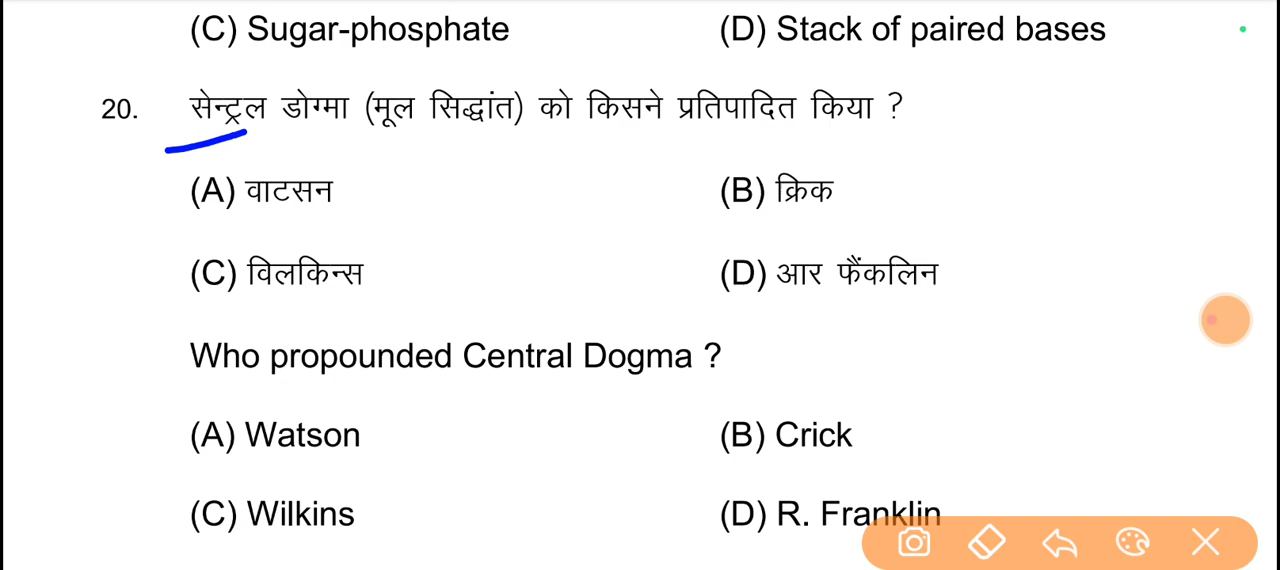 (C) Sugar-phosphate (D) Stack of paired bases
20. सेन्ट्रल डोग्मा (मूल सिद्धांत) को किसने प्रतिपादित किया ?
(A) वाटसन (B) क्रिक
(C) विलकिन्स (D) आर फैंकलिन
Who propounded Central Dogma ?
(A) Watson (B) Crick
(C) Wilkins (D) R. Franklin